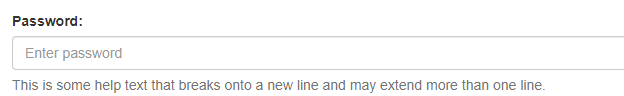 Password:
Enter password
This is some help text that breaks onto a new line and may extend more than one line.